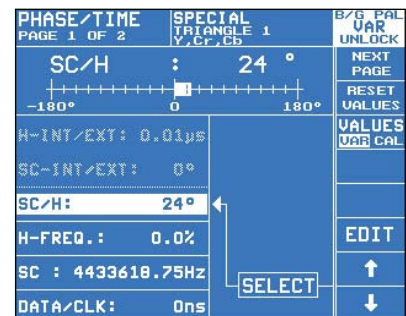 PHASE/TIME
PAGE 1 OF 2
SPECIAL
TRIANGLE 1
Y,Cr,Cb
B/G PAL
VAR
UNLOCK
SC/H : 24 °
-180° 0 180°
NEXT
PAGE
RESET
VALUES
VALUES
VAR CAL
H-INT/EXT: 0.01µs
SC-INT/EXT: 0°
SC/H: 24°
H-FREQ.: 0.0%
SC : 4433618.75Hz
DATA/CLK: 0ns
SELECT
EDIT
↑
↓